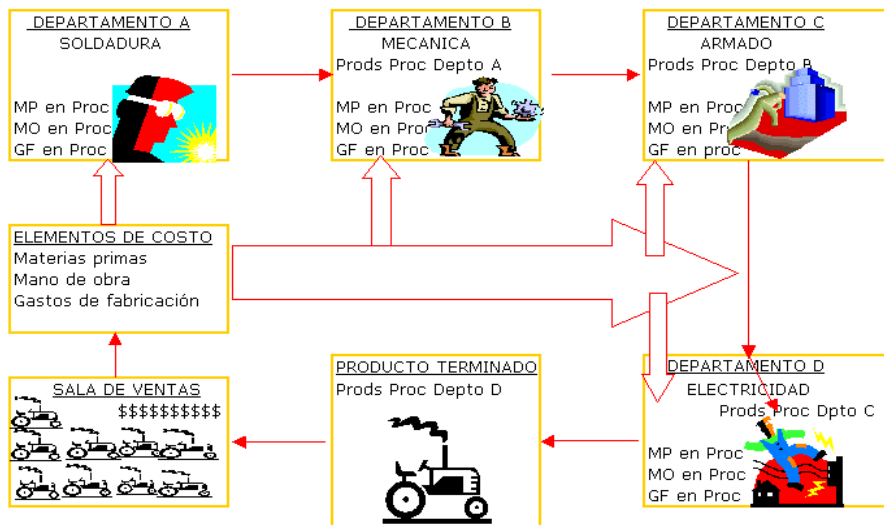 DEPARTAMENTO A
SOLDADURA
MP en Proc
MO en Proc
GF en Proc
DEPARTAMENTO B
MECANICA
Prods Proc Depto A
MP en Proc
MO en Proc
GF en Proc
DEPARTAMENTO C
ARMADO
Prods Proc Depto B
MP en Proc
MO en Proc
GF en proc
ELEMENTOS DE COSTO
Materias primas
Mano de obra
Gastos de fabricación
SALA DE VENTAS
$$$$$$$$$$
PRODUCTO TERMINADO
Prods Proc Depto D
DEPARTAMENTO D
ELECTRICIDAD
Prods Proc Dpto C
MP en Proc
MO en Proc
GF en Proc